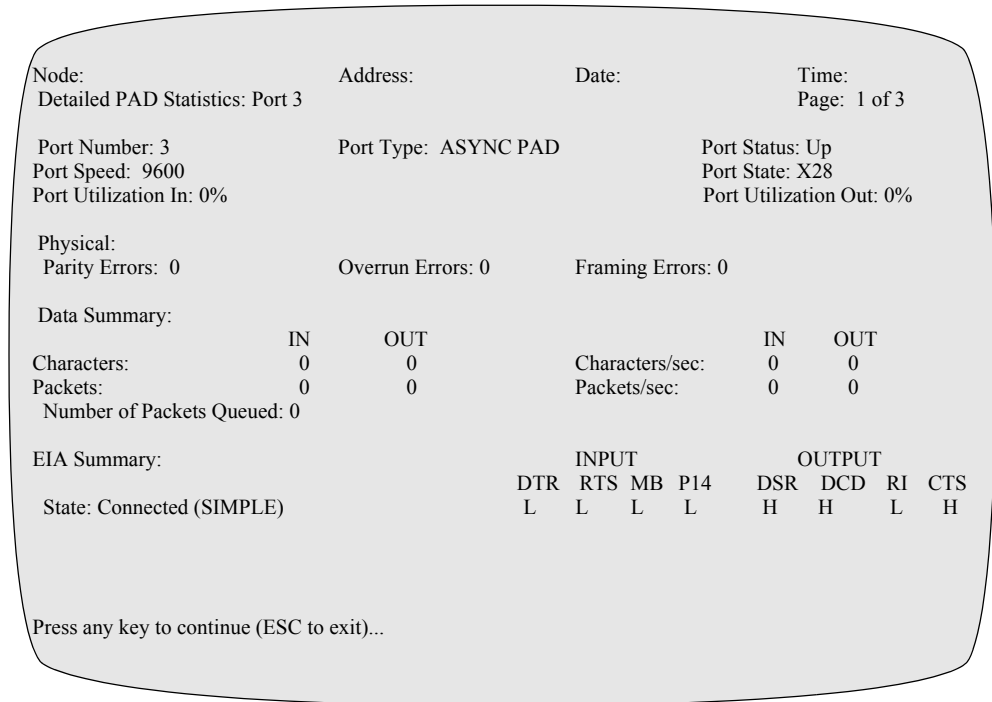 Node: Address: Date: Time:
Detailed PAD Statistics: Port 3 Page: 1 of 3
Port Number: 3 Port Type: ASYNC PAD Port Status: Up
Port Speed: 9600 Port State: X28
Port Utilization In: 0% Port Utilization Out: 0%
Physical:
Parity Errors: 0 Overrun Errors: 0 Framing Errors: 0
Data Summary:
IN OUT IN OUT
Characters: 0 0 Characters/sec: 0 0
Packets: 0 0 Packets/sec: 0 0
Number of Packets Queued: 0
EIA Summary: INPUT OUTPUT
DTR RTS MB P14 DSR DCD RI CTS
State: Connected (SIMPLE) L L L L H H L H
Press any key to continue (ESC to exit)...